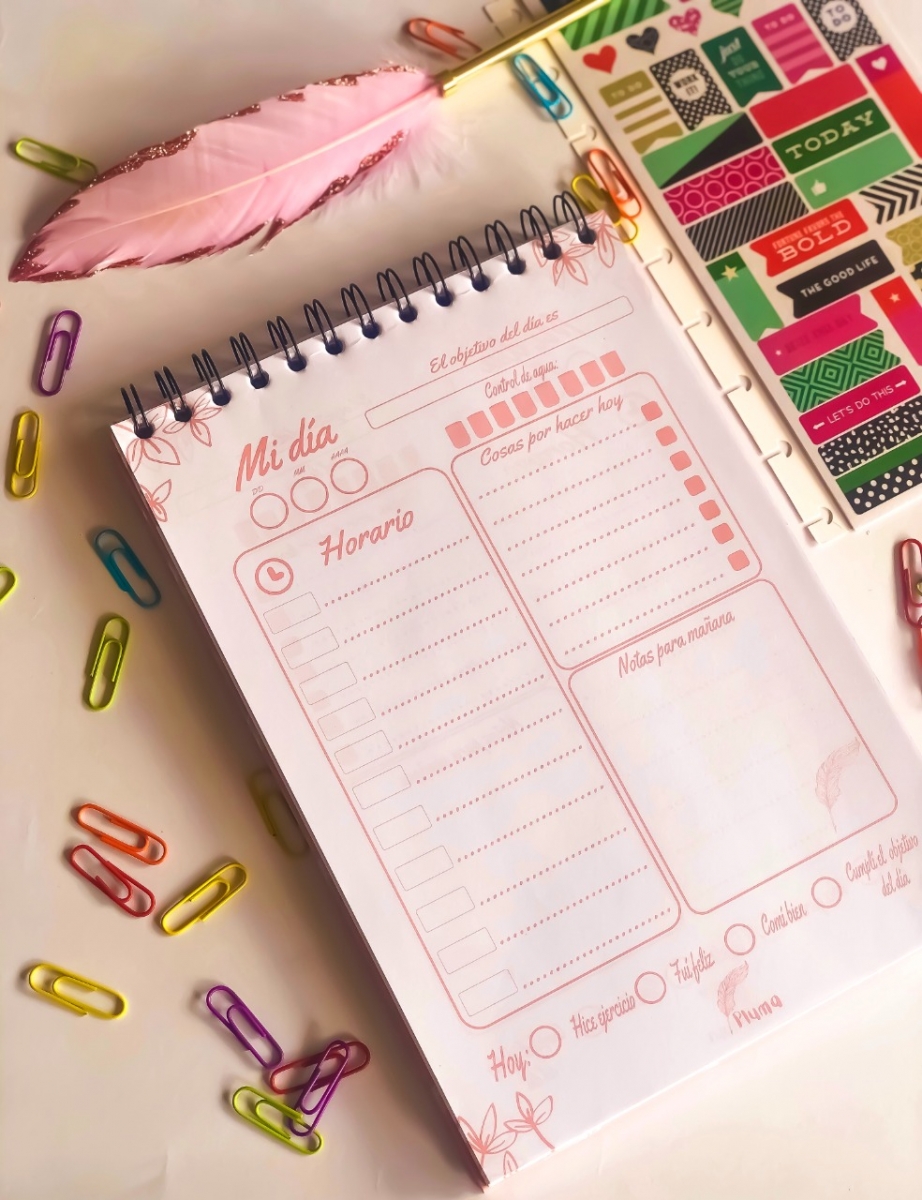 El objetivo del día es
Control de agua:
Mi día
DD
MM
AAAA
Cosas por hacer hoy
Horario
Notas para mañana
Hoy:
Hice ejercicio
Fui feliz
Comí bien
Cumplí el objetivo
del día
Pluma
TO DO
WORK
IT!
just
YOUR
TO DO
TO
DO
TODAY
FORTUNE FAVORS THE
BOLD
THE GOOD LIFE
LET'S DO THIS